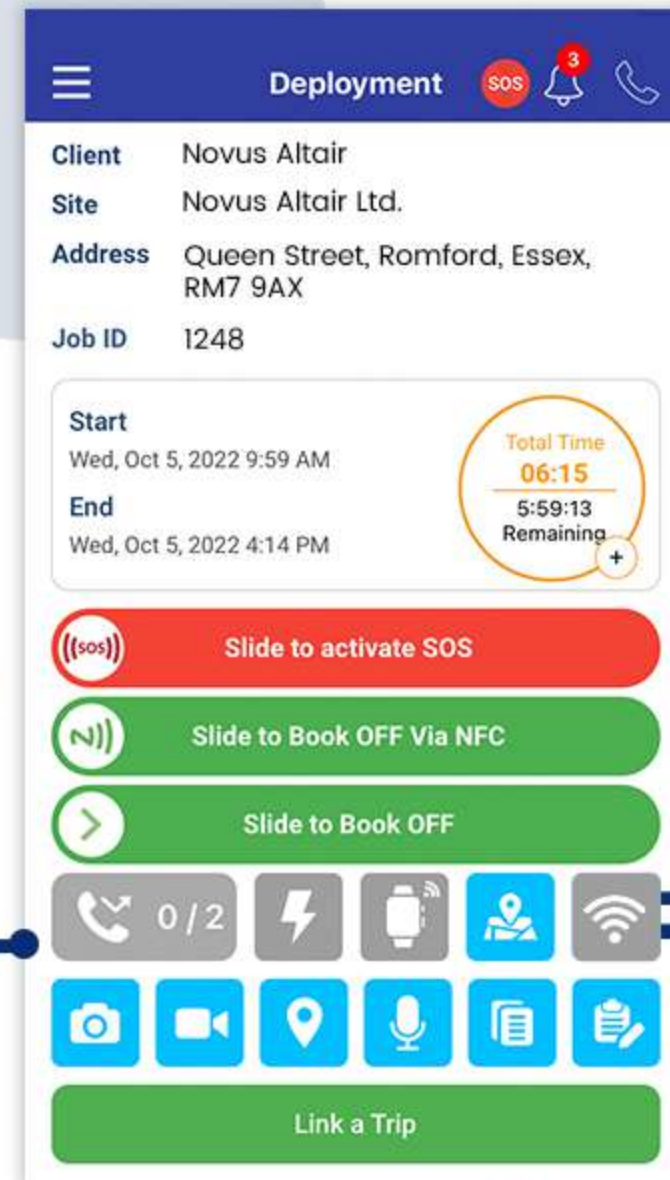 Deployment
SOS
3
Client Novus Altair
Site Novus Altair Ltd.
Address Queen Street, Romford, Essex,
RM7 9AX
Job ID 1248
Start
Wed, Oct 5, 2022 9:59 AM
End
Wed, Oct 5, 2022 4:14 PM
Total Time
06:15
5:59:13
Remaining
+
((SOS)) Slide to activate SOS
Slide to Book OFF Via NFC
Slide to Book OFF
0/2
Link a Trip